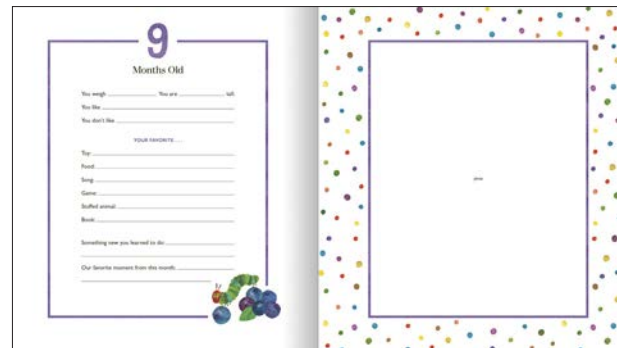 9
Months Old
You weigh You are tall.
You like
You don't like
YOUR FAVORITE . . .
Toy:
Food:
Song:
Game:
Stuffed animal:
Book:
Something new you learned to do:
Our favorite moment from this month: